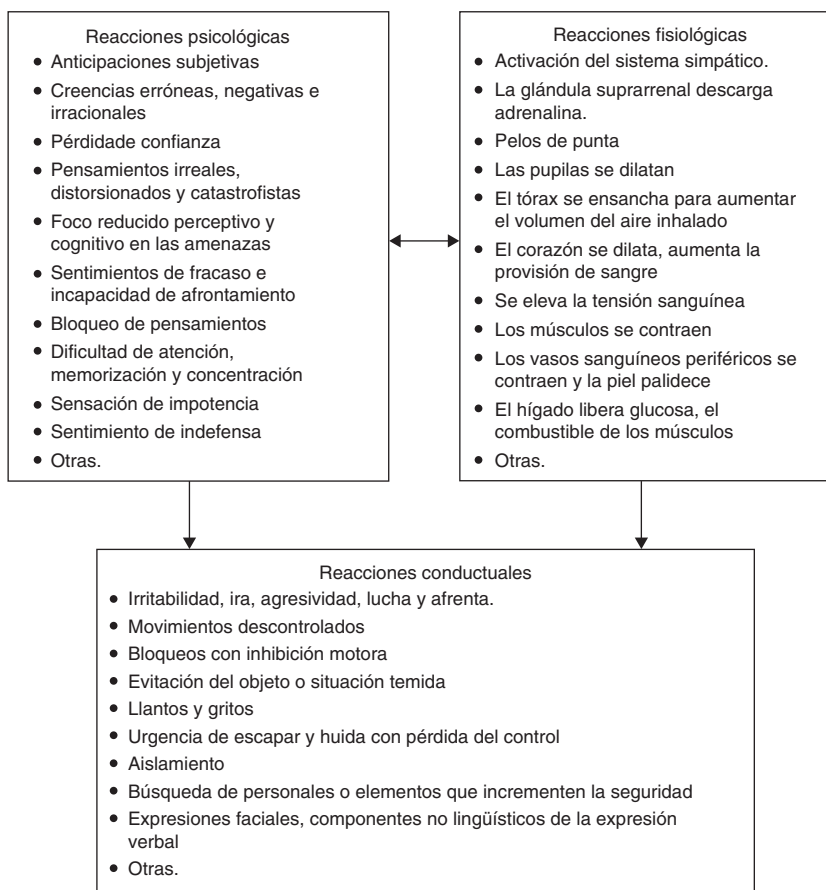 Reacciones psicológicas
• Anticipaciones subjetivas
• Creencias erróneas, negativas e
irracionales
• Pérdidade confianza
• Pensamientos irreales,
distorsionados y catastrofistas
• Foco reducido perceptivo y
cognitivo en las amenazas
• Sentimientos de fracaso e
incapacidad de afrontamiento
• Bloqueo de pensamientos
• Dificultad de atención,
memorización y concentración
• Sensación de impotencia
• Sentimiento de indefensa
• Otras.
Reacciones fisiológicas
• Activación del sistema simpático.
• La glándula suprarrenal descarga
adrenalina.
• Pelos de punta
• Las pupilas se dilatan
• El tórax se ensancha para aumentar
el volumen del aire inhalado
• El corazón se dilata, aumenta la
provisión de sangre
• Se eleva la tensión sanguínea
• Los músculos se contraen
• Los vasos sanguíneos periféricos se
contraen y la piel palidece
• El hígado libera glucosa, el
combustible de los músculos
• Otras.
Reacciones conductuales
• Irritabilidad, ira, agresividad, lucha y afrenta.
• Movimientos descontrolados
• Bloqueos con inhibición motora
• Evitación del objeto o situación temida
• Llantos y gritos
• Urgencia de escapar y huida con pérdida del control
• Aislamiento
• Búsqueda de personales o elementos que incrementen la seguridad
• Expresiones faciales, componentes no lingüísticos de la expresión
verbal
• Otras.